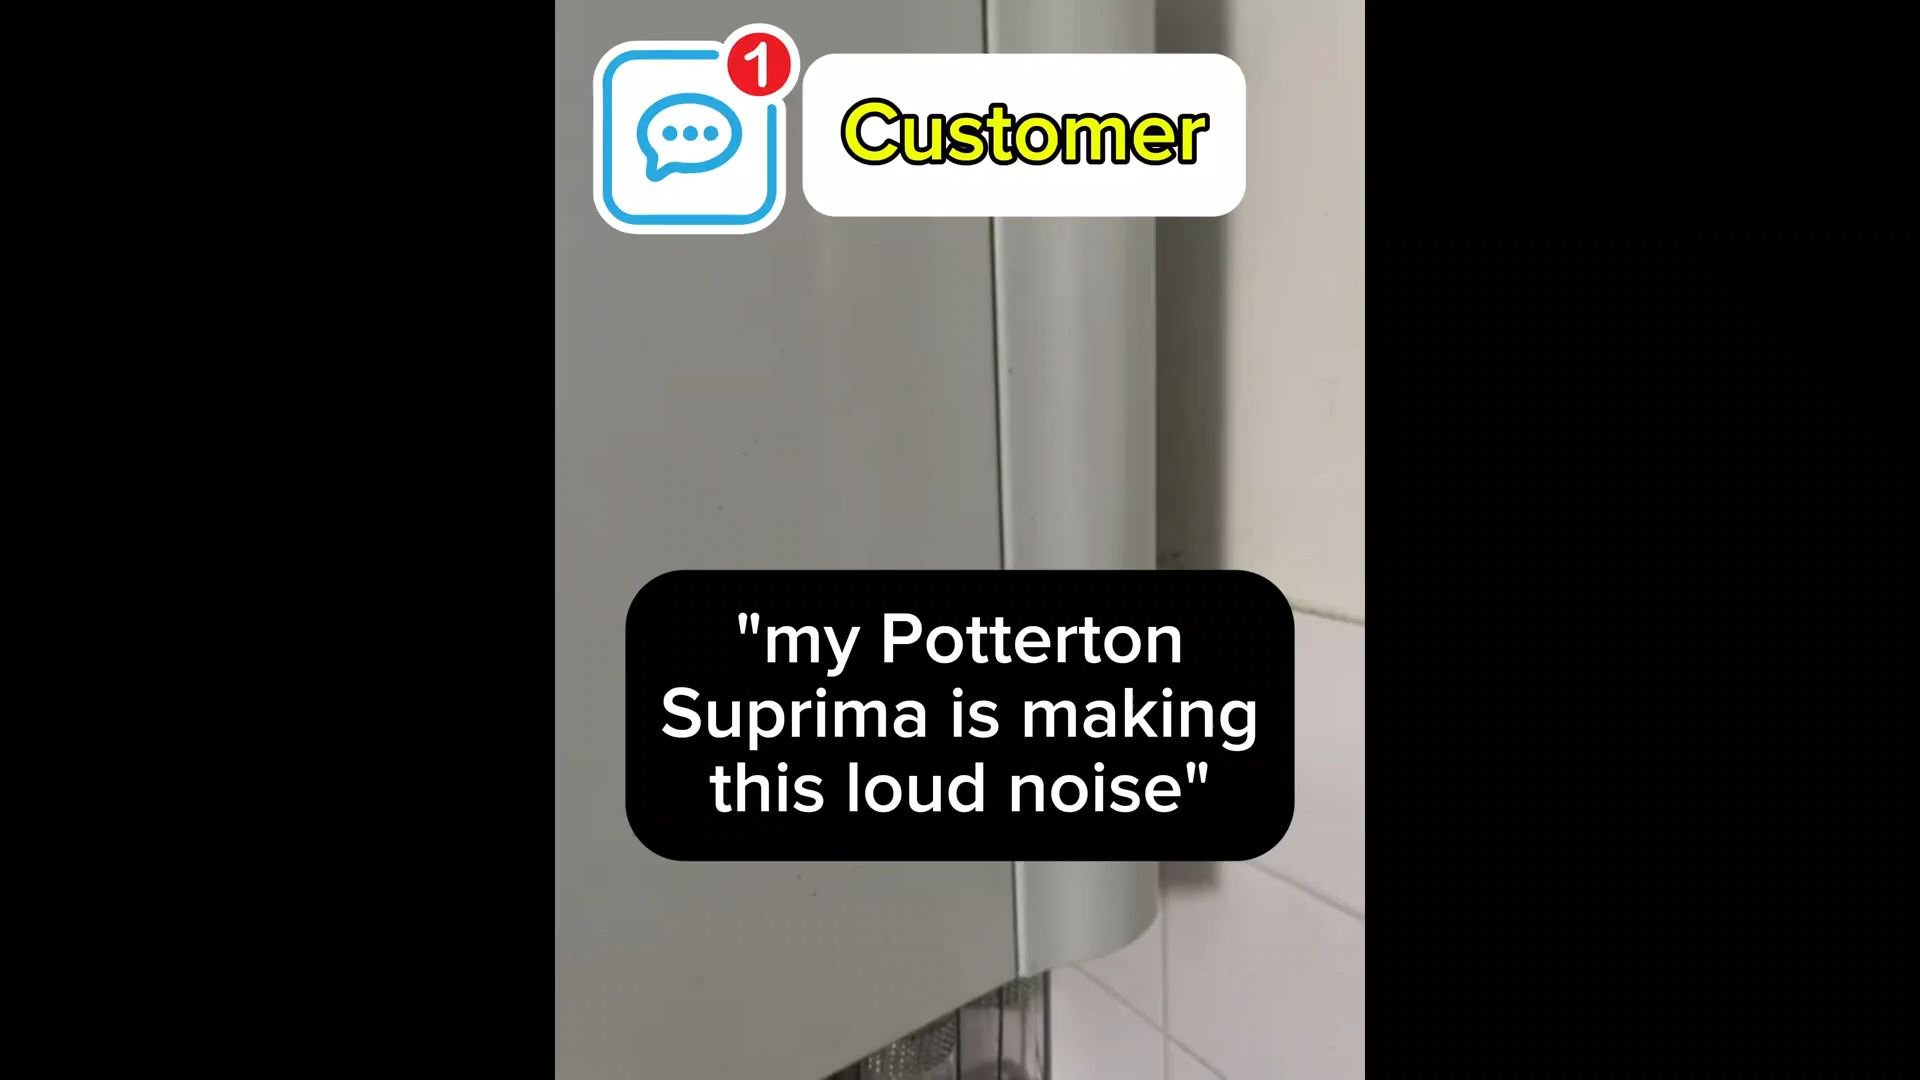 1
Customer
"my Potterton
Suprima is making
this loud noise"